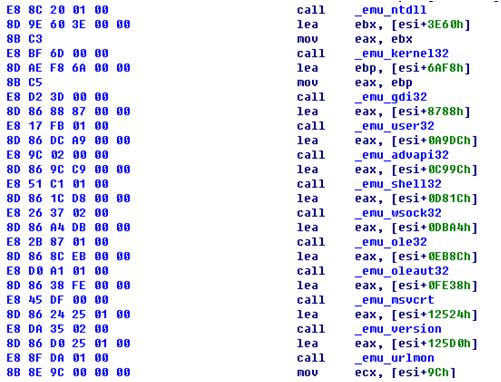 E8 8C 20 01 00 call _emu_ntdll
8D 9E 60 3E 00 00 lea ebx, [esi+3E60h]
8B C3 mov eax, ebx
E8 BF 6D 00 00 call _emu_kernel32
8D AE F8 6A 00 00 lea ebp, [esi+6AF8h]
8B C5 mov eax, ebp
E8 D2 3D 00 00 call _emu_gdi32
8D 86 88 87 00 00 lea eax, [esi+8788h]
E8 17 FB 01 00 call _emu_user32
8D 86 DC A9 00 00 lea eax, [esi+0A9DCh]
E8 9C 02 00 00 call _emu_advapi32
8D 86 9C C9 00 00 lea eax, [esi+0C99Ch]
E8 51 C1 01 00 call _emu_shell32
8D 86 1C D8 00 00 lea eax, [esi+0D81Ch]
E8 26 37 02 00 call _emu_wsock32
8D 86 A4 DB 00 00 lea eax, [esi+0DBA4h]
E8 2B 87 01 00 call _emu_ole32
8D 86 8C EB 00 00 lea eax, [esi+0EB8Ch]
E8 D0 A1 01 00 call _emu_oleaut32
8D 86 38 FE 00 00 lea eax, [esi+0FE38h]
E8 45 DF 00 00 call _emu_msvcrt
8D 86 24 25 01 00 lea eax, [esi+12524h]
E8 DA 35 02 00 call _emu_version
8D 86 D0 25 01 00 lea eax, [esi+125D0h]
E8 8F DA 01 00 call _emu_urlmon
8B 8E 9C 00 00 00 mov ecx, [esi+9Ch]